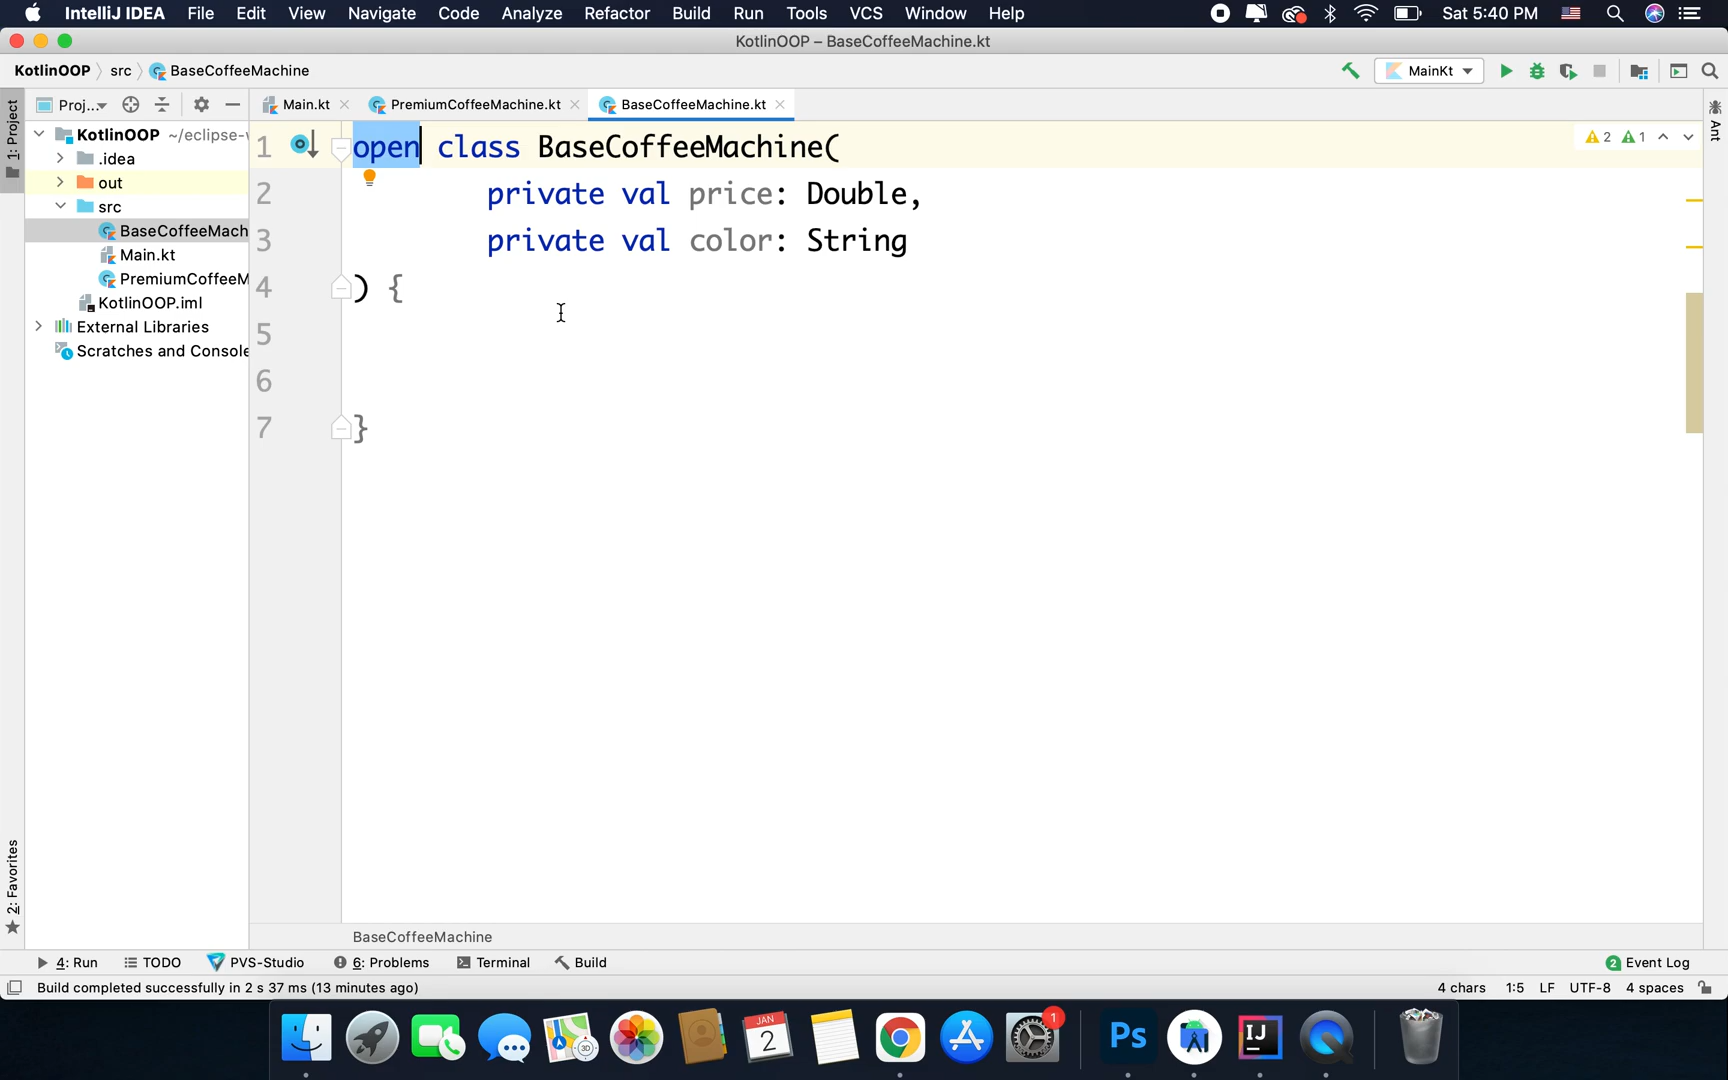 IntelliJ IDEA File Edit View Navigate Code Analyze Refactor Build Run Tools VCS Window Help Sat 5:40 PM
KotlinOOP – BaseCoffeeMachine.kt
KotlinOOP src BaseCoffeeMachine MainKt
Proj... Main.kt PremiumCoffeeMachine.kt BaseCoffeeMachine.kt
1: Project
Ant
KotlinOOP ~/eclipse-
.idea
out
src
BaseCoffeeMach
Main.kt
PremiumCoffeeM
KotlinOOP.iml
External Libraries
Scratches and Console
2: Favorites
1 open class BaseCoffeeMachine(
2 private val price: Double,
3 private val color: String
4 ) {
5
6
7 }
2 1
BaseCoffeeMachine
4: Run TODO PVS-Studio 6: Problems Terminal Build 2 Event Log
Build completed successfully in 2 s 37 ms (13 minutes ago) 4 chars 1:5 LF UTF-8 4 spaces
3D
JAN
2
1
Ps
IJ